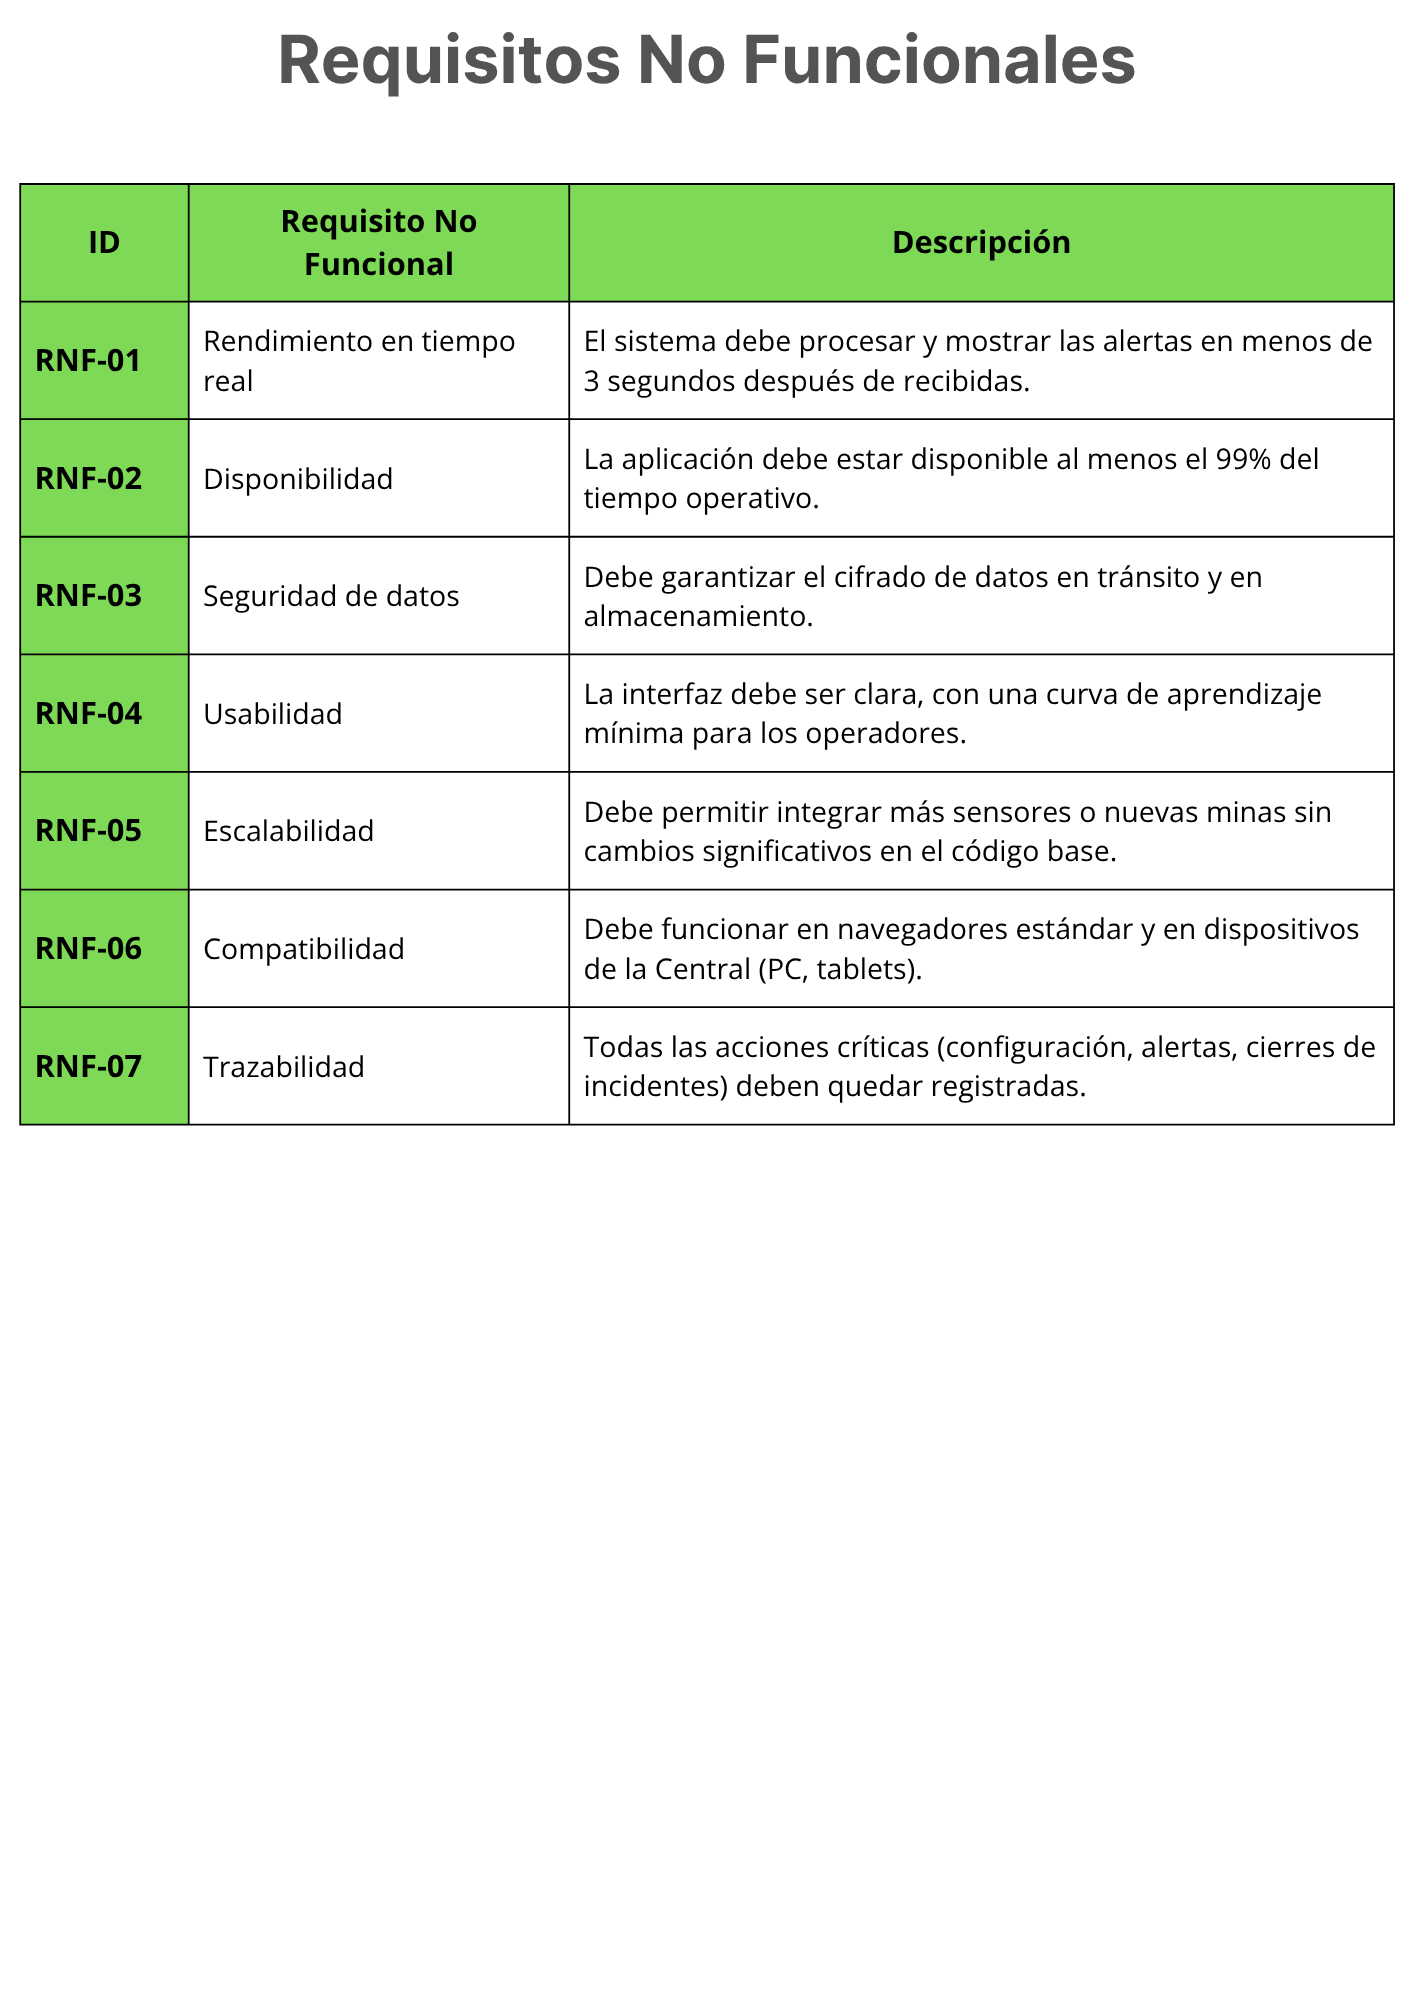 Requisitos No Funcionales
ID
Requisito No
Funcional
Descripción
RNF-01
Rendimiento en tiempo
real
El sistema debe procesar y mostrar las alertas en menos de
3 segundos después de recibidas.
RNF-02
Disponibilidad
La aplicación debe estar disponible al menos el 99% del
tiempo operativo.
RNF-03
Seguridad de datos
Debe garantizar el cifrado de datos en tránsito y en
almacenamiento.
RNF-04
Usabilidad
La interfaz debe ser clara, con una curva de aprendizaje
mínima para los operadores.
RNF-05
Escalabilidad
Debe permitir integrar más sensores o nuevas minas sin
cambios significativos en el código base.
RNF-06
Compatibilidad
Debe funcionar en navegadores estándar y en dispositivos
de la Central (PC, tablets).
RNF-07
Trazabilidad
Todas las acciones críticas (configuración, alertas, cierres de
incidentes) deben quedar registradas.